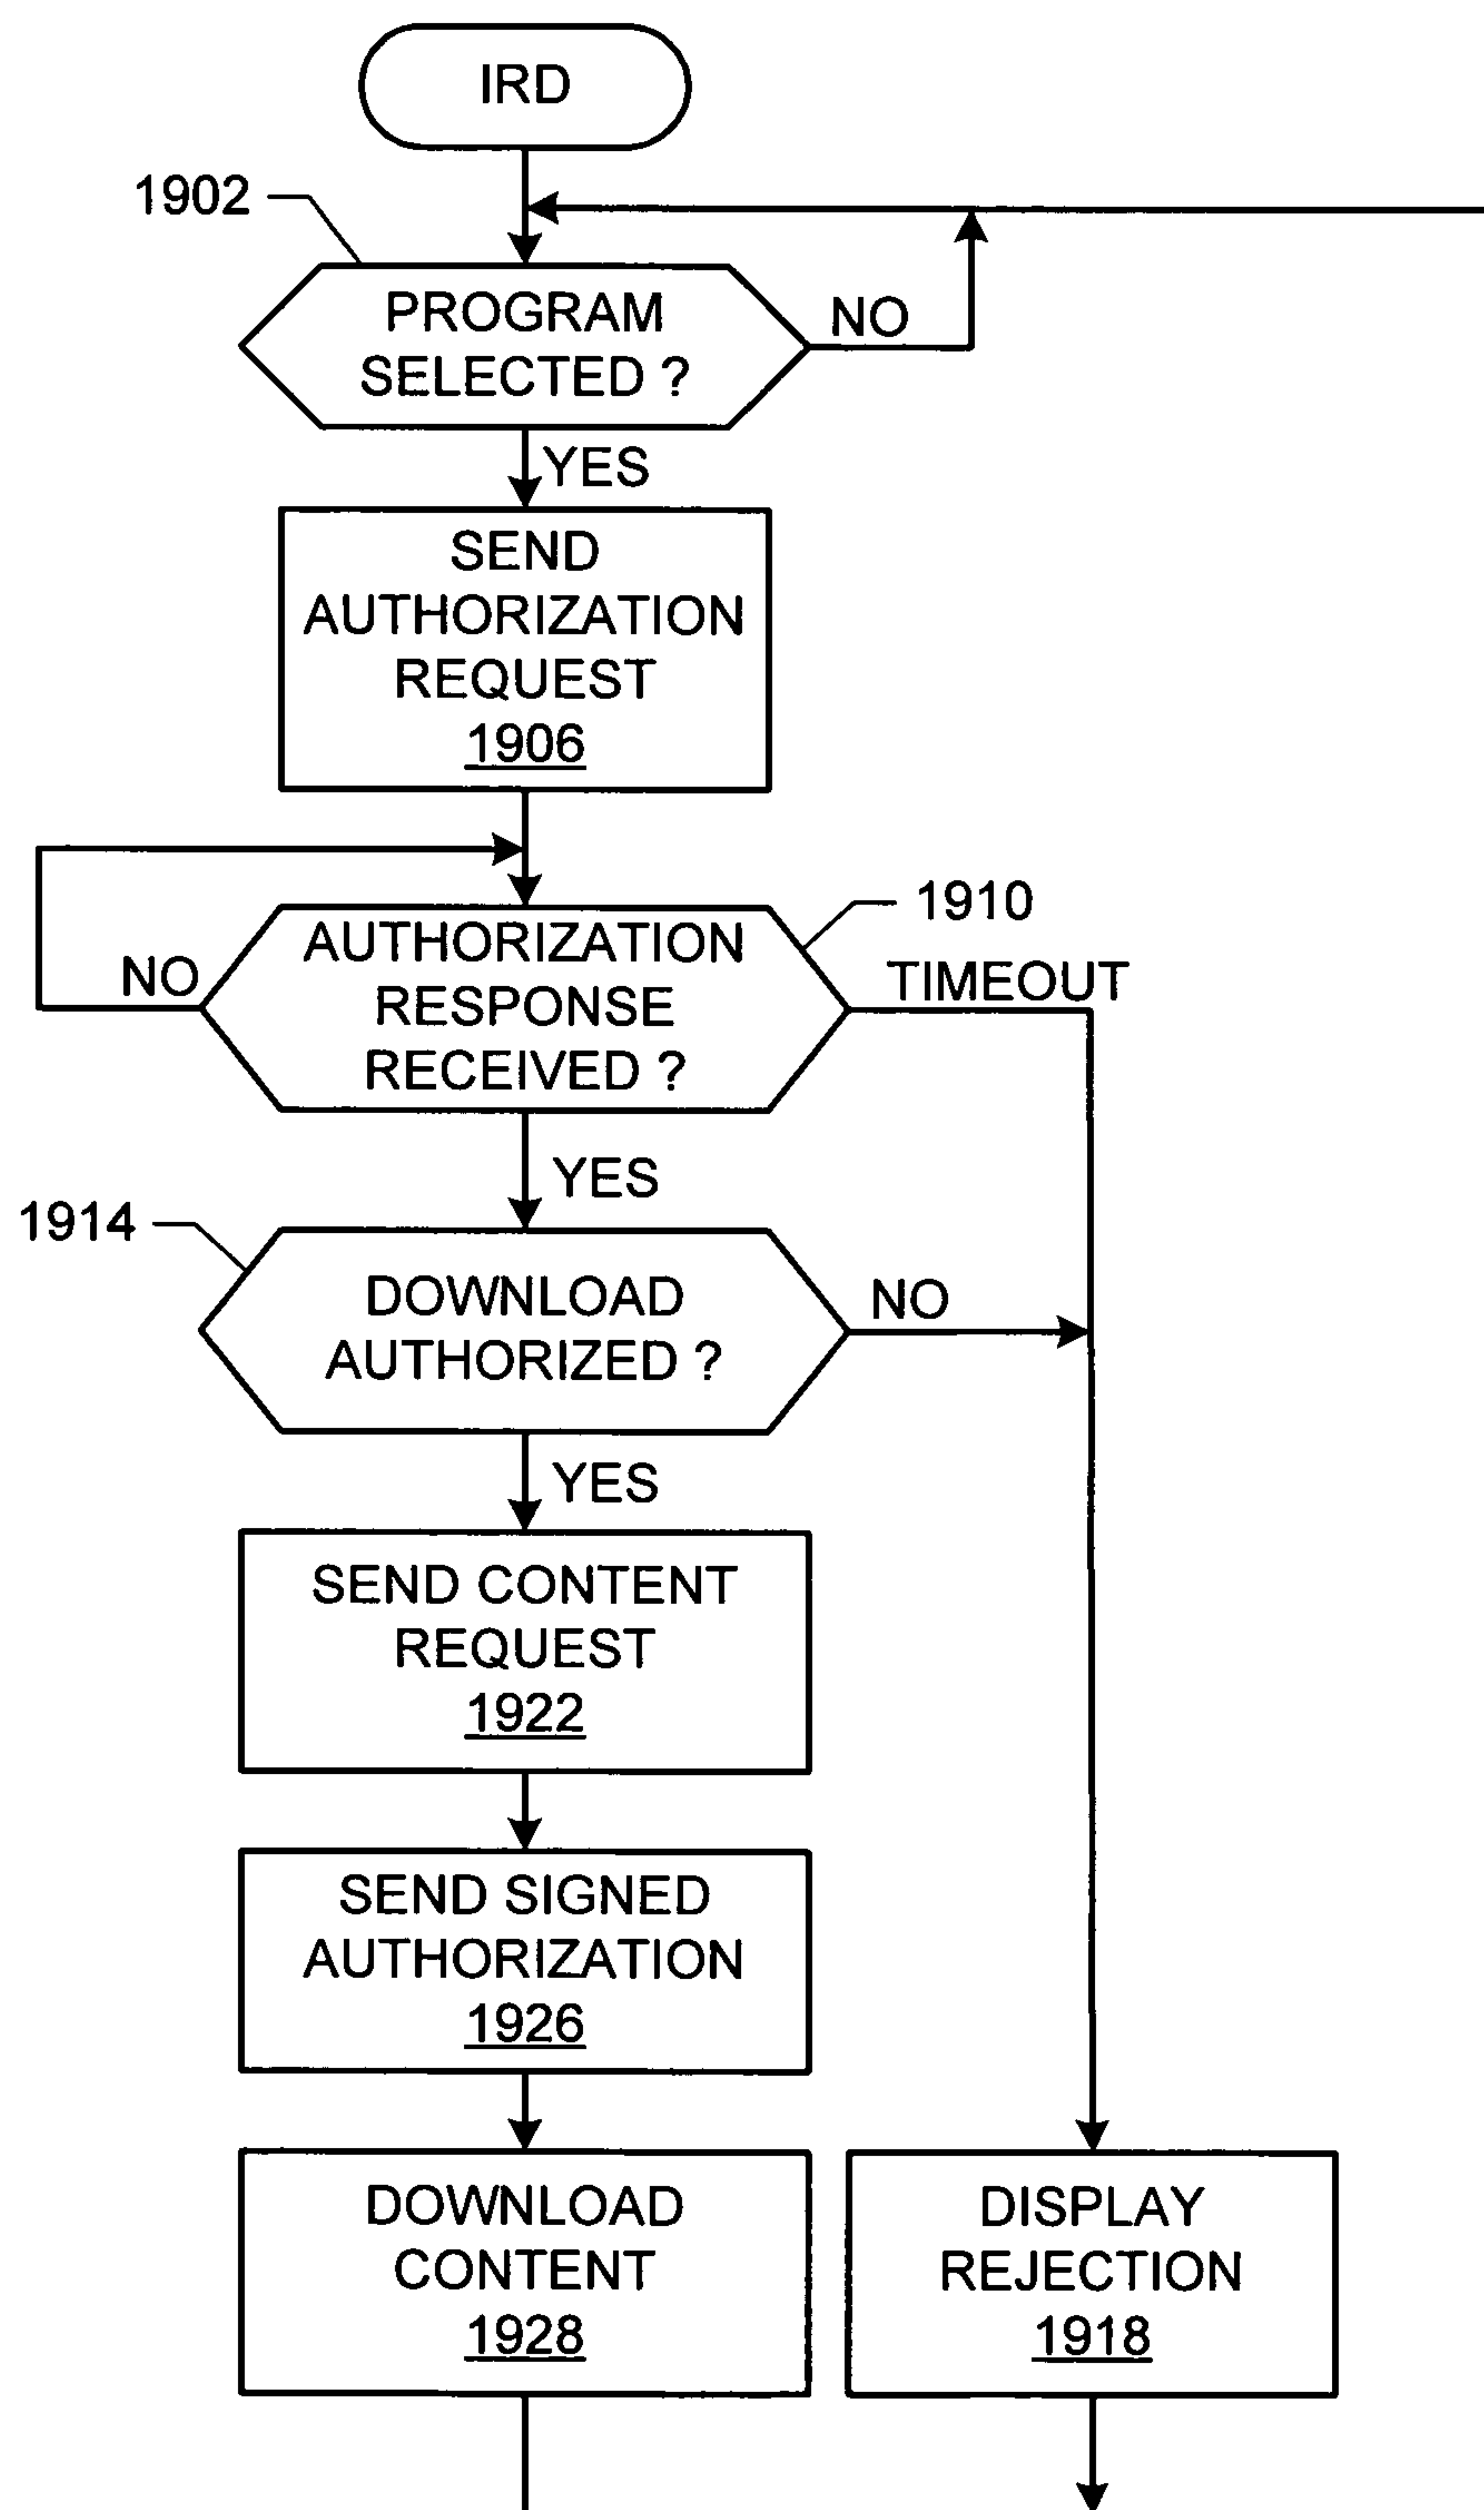 IRD
1902
PROGRAM
SELECTED ?
NO
YES
SEND
AUTHORIZATION
REQUEST
1906
1910
AUTHORIZATION
RESPONSE
RECEIVED ?
NO
TIMEOUT
YES
1914
DOWNLOAD
AUTHORIZED ?
NO
YES
SEND CONTENT
REQUEST
1922
SEND SIGNED
AUTHORIZATION
1926
DOWNLOAD
CONTENT
1928
DISPLAY
REJECTION
1918